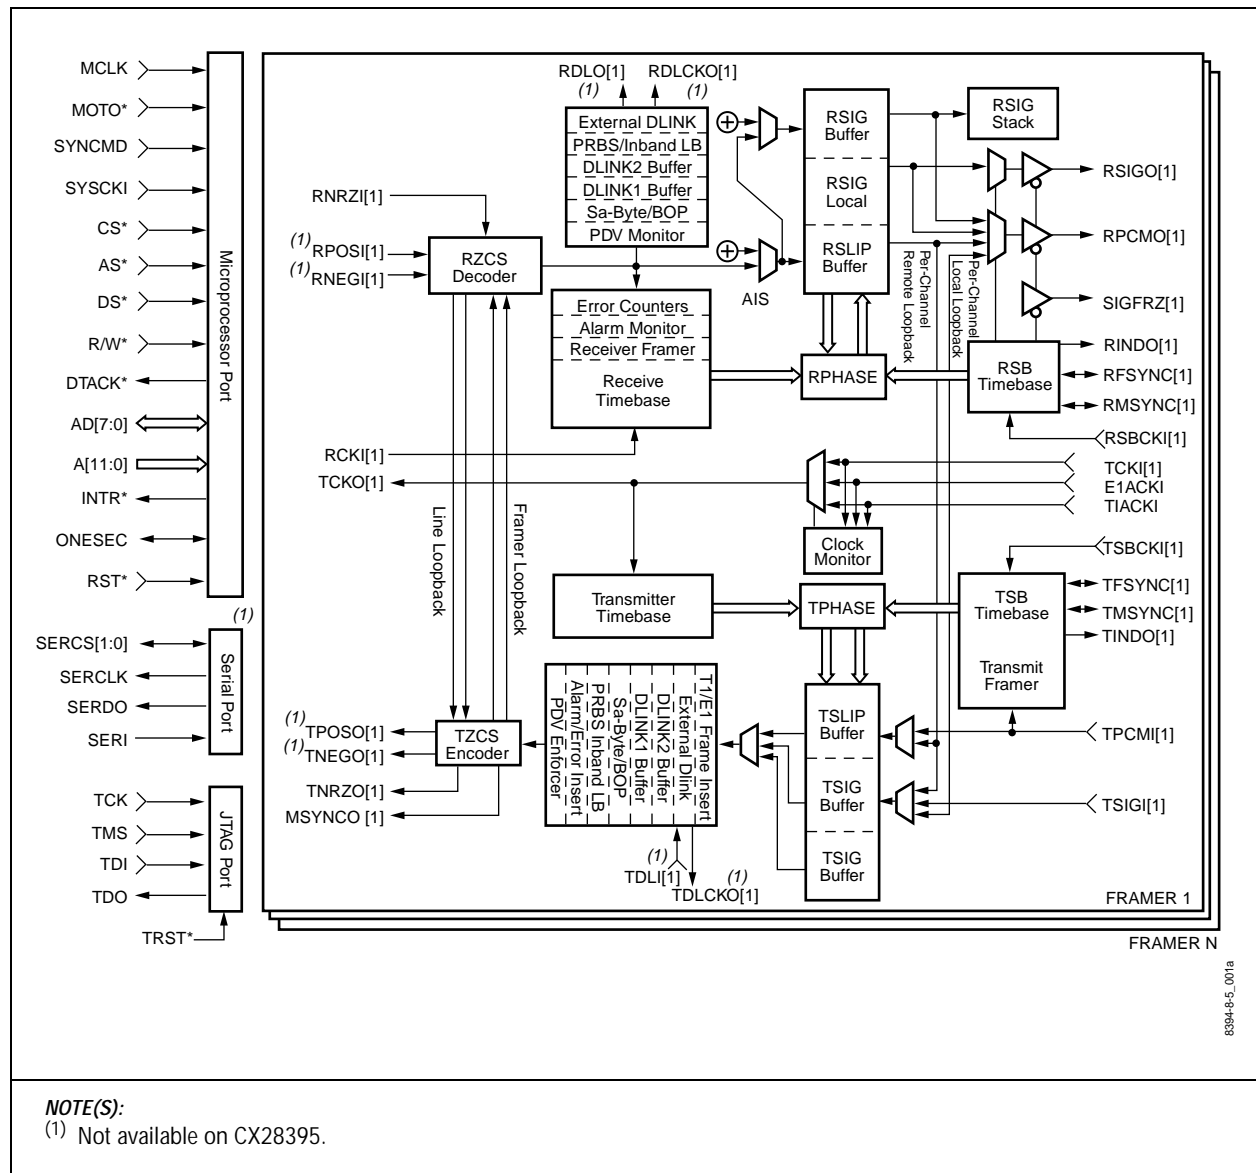 MCLK
MOTO*
SYNCMD
SYSCKI
CS*
AS*
DS*
R/W*
DTACK*
AD[7:0]
A[11:0]
INTR*
ONESEC
RST*
Microprocessor Port
(1)
SERCS[1:0]
SERCLK
SERDO
SERI
Serial Port
TCK
TMS
TDI
TDO
TRST*
JTAG Port
RDLO[1]
(1)
RDLCKO[1]
(1)
External DLINK
PRBS/Inband LB
DLINK2 Buffer
DLINK1 Buffer
Sa-Byte/BOP
PDV Monitor
RNRZI[1]
(1)
RPOSI[1]
(1)
RNEGI[1]
RZCS
Decoder
Error Counters
Alarm Monitor
Receiver Framer
Receive
Timebase
AIS
RSIG
Buffer
RSIG
Local
RSLIP
Buffer
RSIG
Stack
Per-Channel
Remote Loopback
Per-Channel
Local Loopback
RSIGO[1]
RPCMO[1]
SIGFRZ[1]
RINDO[1]
RFSYNC[1]
RMSYNC[1]
RSBCKI[1]
RPHASE
RSB
Timebase
RCKI[1]
TCKO[1]
TCKI[1]
E1ACKI
TIACKI
Clock
Monitor
Line Loopback
Framer Loopback
Transmitter
Timebase
TPHASE
TSB
Timebase
Transmit
Framer
TSBCKI[1]
TFSYNC[1]
TMSYNC[1]
TINDO[1]
TPCMI[1]
TSIGI[1]
(1)
TPOSO[1]
(1)
TNEGO[1]
TNRZO[1]
MSYNCO [1]
TZCS
Encoder
T1/E1 Frame Insert
External Dlink
DLINK2 Buffer
DLINK1 Buffer
Sa-Byte/BOP
PRBS Inband LB
Alarm/Error Insert
PDV Enforcer
TSLIP
Buffer
TSIG
Buffer
TSIG
Buffer
(1)
TDLI[1]
(1)
TDLCKO[1]
FRAMER 1
FRAMER N
8394-8-5_001a
NOTE(S):
(1) Not available on CX28395.